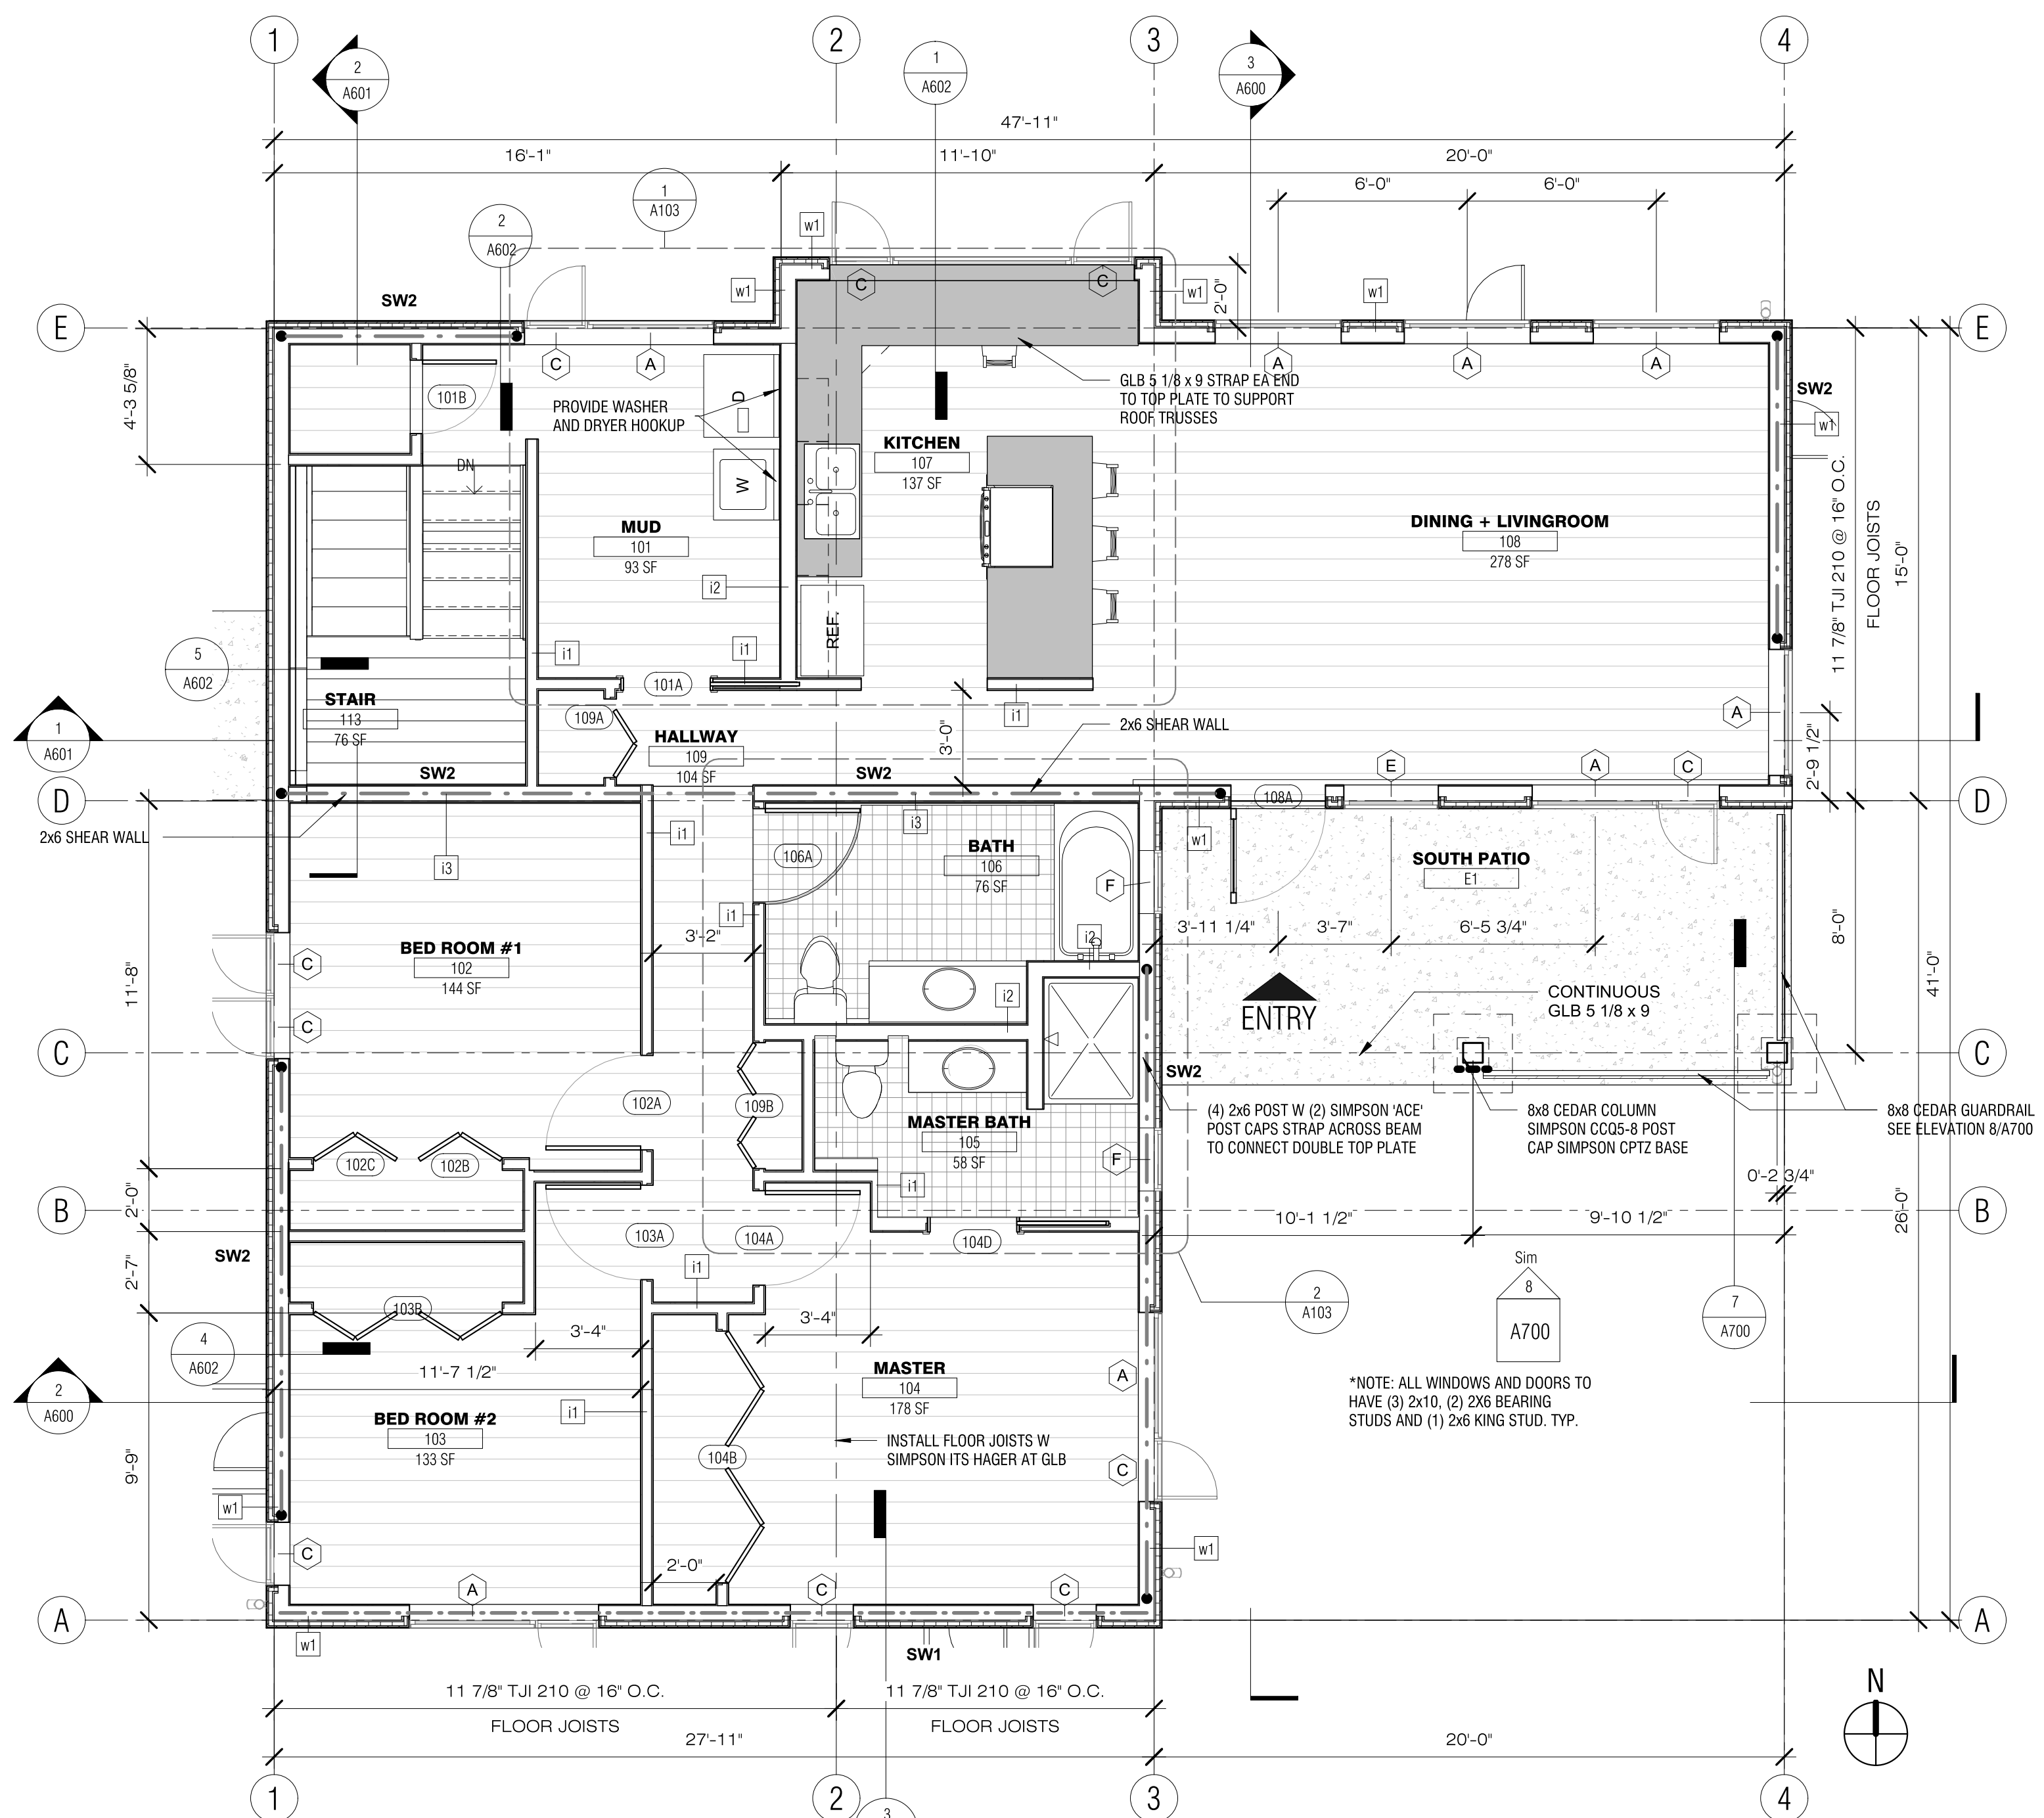 1
2
3
4
2
A601
1
A602
3
A600
47'-11"
16'-1"
11'-10"
20'-0"
6'-0"
6'-0"
1
A103
2
A602
w1
w1
w1
w1
2'-0"
C
C
SW2
E
E
C
A
A
A
A
SW2
w1
4'-3 5/8"
101B
D
PROVIDE WASHER
AND DRYER HOOKUP
GLB 5 1/8 x 9 STRAP EA END
TO TOP PLATE TO SUPPORT
ROOF TRUSSES
KITCHEN
107
137 SF
DN
W
MUD
101
93 SF
DINING + LIVINGROOM
108
278 SF
11 7/8" TJI 210 @ 16" O.C.
FLOOR JOISTS
15'-0"
i2
REF.
5
A602
i1
i1
101A
i1
STAIR
113
76 SF
109A
HALLWAY
109
104 SF
3'-0"
2x6 SHEAR WALL
A
2'-9 1/2"
1
A601
SW2
SW2
E
A
C
D
D
108A
2x6 SHEAR WALL
i3
i1
i3
w1
106A
BATH
106
76 SF
F
SOUTH PATIO
E1
i1
3'-2"
i2
3'-11 1/4"
3'-7"
6'-5 3/4"
8'-0"
41'-0"
BED ROOM #1
102
144 SF
C
C
11'-8"
i2
ENTRY
CONTINUOUS
GLB 5 1/8 x 9
C
C
SW2
102A
109B
MASTER BATH
105
58 SF
F
(4) 2x6 POST W (2) SIMPSON 'ACE'
POST CAPS STRAP ACROSS BEAM
TO CONNECT DOUBLE TOP PLATE
8x8 CEDAR COLUMN
SIMPSON CCQ5-8 POST
CAP SIMPSON CPTZ BASE
8x8 CEDAR GUARDRAIL
SEE ELEVATION 8/A700
102C
102B
i1
0'-2 3/4"
2'-0"
B
B
10'-1 1/2"
9'-10 1/2"
26'-0"
103A
104A
104D
SW2
2'-7"
i1
Sim
8
A700
2
A103
7
A700
103B
3'-4"
3'-4"
4
A602
11'-7 1/2"
MASTER
104
178 SF
A
2
A600
*NOTE: ALL WINDOWS AND DOORS TO
HAVE (3) 2x10, (2) 2X6 BEARING
STUDS AND (1) 2x6 KING STUD. TYP.
BED ROOM #2
103
133 SF
i1
INSTALL FLOOR JOISTS W
SIMPSON ITS HAGER AT GLB
104B
C
9'-9"
w1
C
w1
2'-0"
A
C
C
A
A
w1
SW1
11 7/8" TJI 210 @ 16" O.C.
FLOOR JOISTS
11 7/8" TJI 210 @ 16" O.C.
FLOOR JOISTS
N
27'-11"
20'-0"
1
2
3
3
4